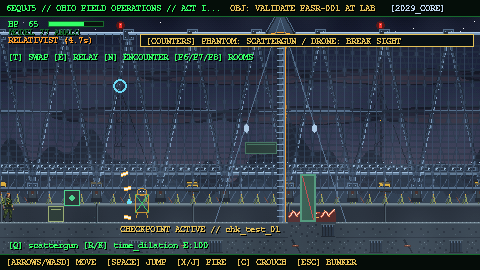 6EQUJ5 // OHIO FIELD OPERATIONS // ACT I... OBJ: VALIDATE FASR-001 AT LAB [2029_CORE]
HP: 65
RELATIVIST (4.7s)
[COUNTERS] PHANTOM: SCATTERGUN / DRONE: BREAK SIGHT
[T] SWAP [E] RELAY [N] ENCOUNTER [F6/F7/F8] ROOMS
CHECKPOINT ACTIVE // chk_test_01
[Q] scattergun [R/K] time_dilation E:100
[ARROWS/WASD] MOVE [SPACE] JUMP [X/J] FIRE [C] CROUCH [ESC] BUNKER